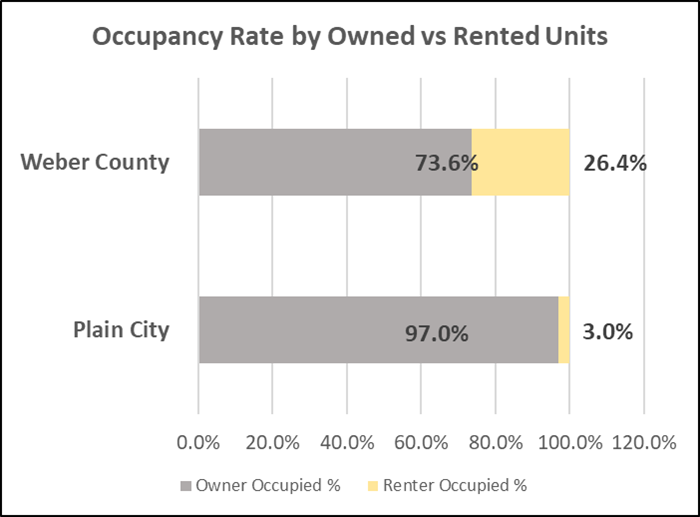 Occupancy Rate by Owned vs Rented Units
Weber County 73.6% 26.4%
Plain City 97.0% 3.0%
0.0% 20.0% 40.0% 60.0% 80.0% 100.0% 120.0%
Owner Occupied % Renter Occupied %